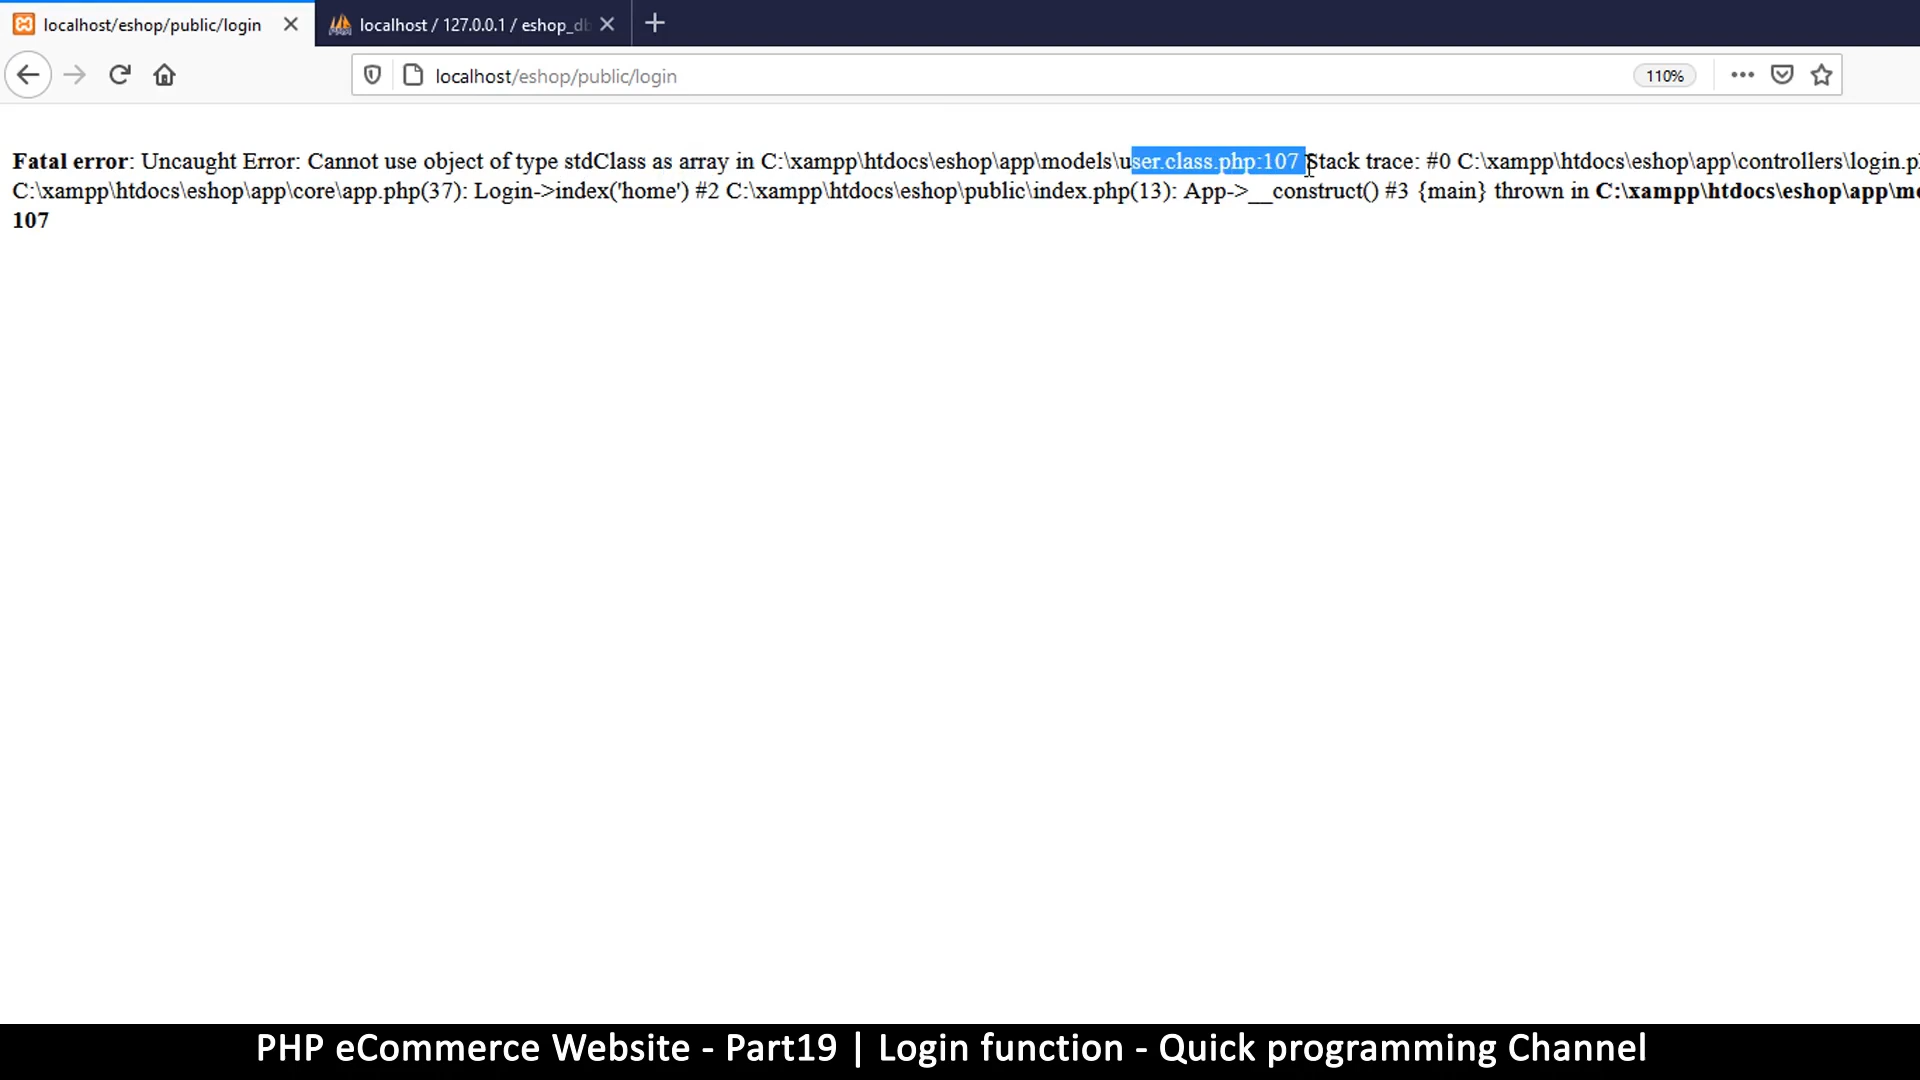 localhost/eshop/public/login
localhost / 127.0.0.1 / eshop_db
localhost/eshop/public/login
110%
Fatal error: Uncaught Error: Cannot use object of type stdClass as array in C:\xampp\htdocs\eshop\app\models\user.class.php:107 Stack trace: #0 C:\xampp\htdocs\eshop\app\controllers\login.p
C:\xampp\htdocs\eshop\app\core\app.php(37): Login->index('home') #2 C:\xampp\htdocs\eshop\public\index.php(13): App->__construct() #3 {main} thrown in C:\xampp\htdocs\eshop\app\mo
107
PHP eCommerce Website - Part19 | Login function - Quick programming Channel